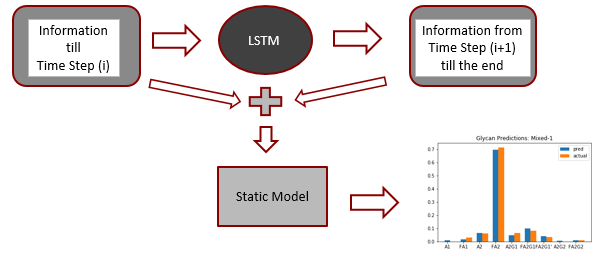 Information
till
Time Step (i)
LSTM
Information from
Time Step (i+1)
till the end
Static Model
Glycan Predictions: Mixed-1
pred
actual
0.7
0.6
0.5
0.4
0.3
0.2
0.1
0.0
A1 FA1 A2 FA2 A2G1 FA2G1 FA2G1' A2G2 FA2G2